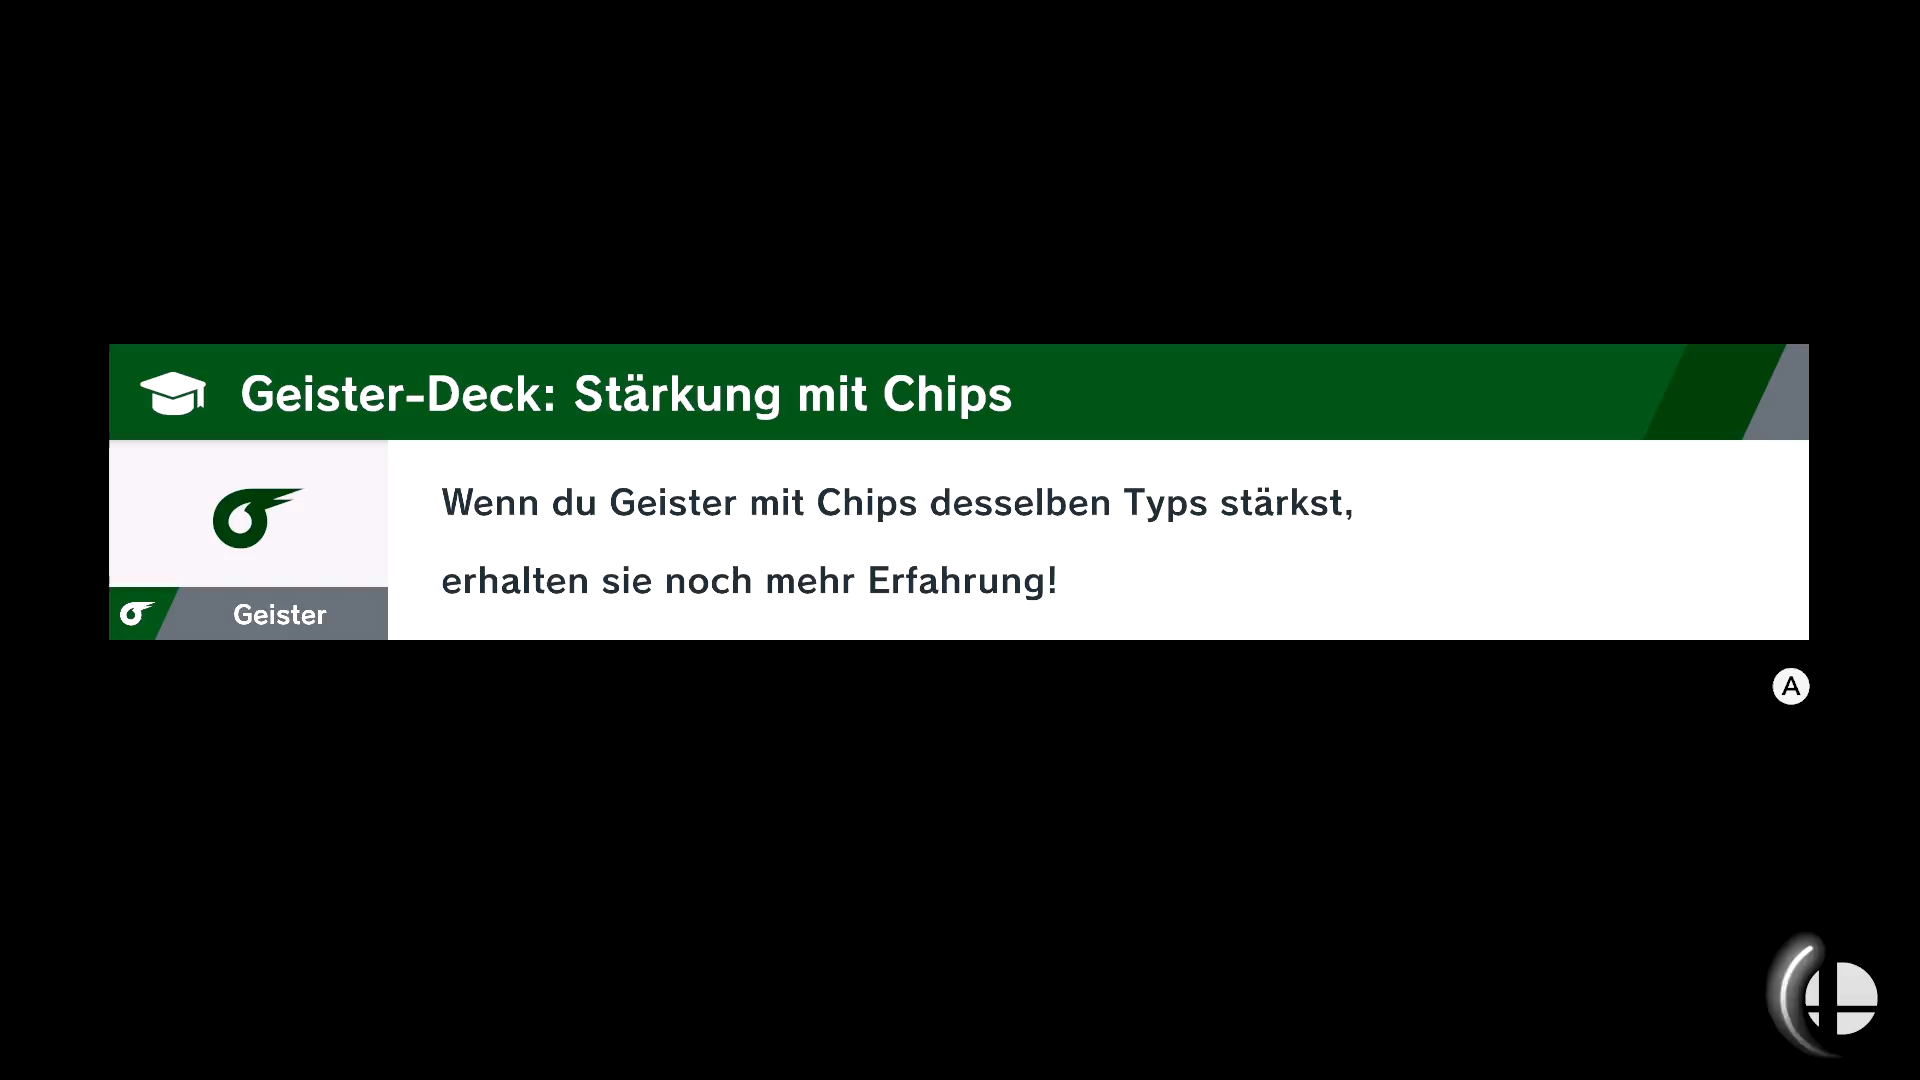 Geister-Deck: Stärkung mit Chips
Wenn du Geister mit Chips desselben Typs stärkst,
erhalten sie noch mehr Erfahrung!
Geister
A